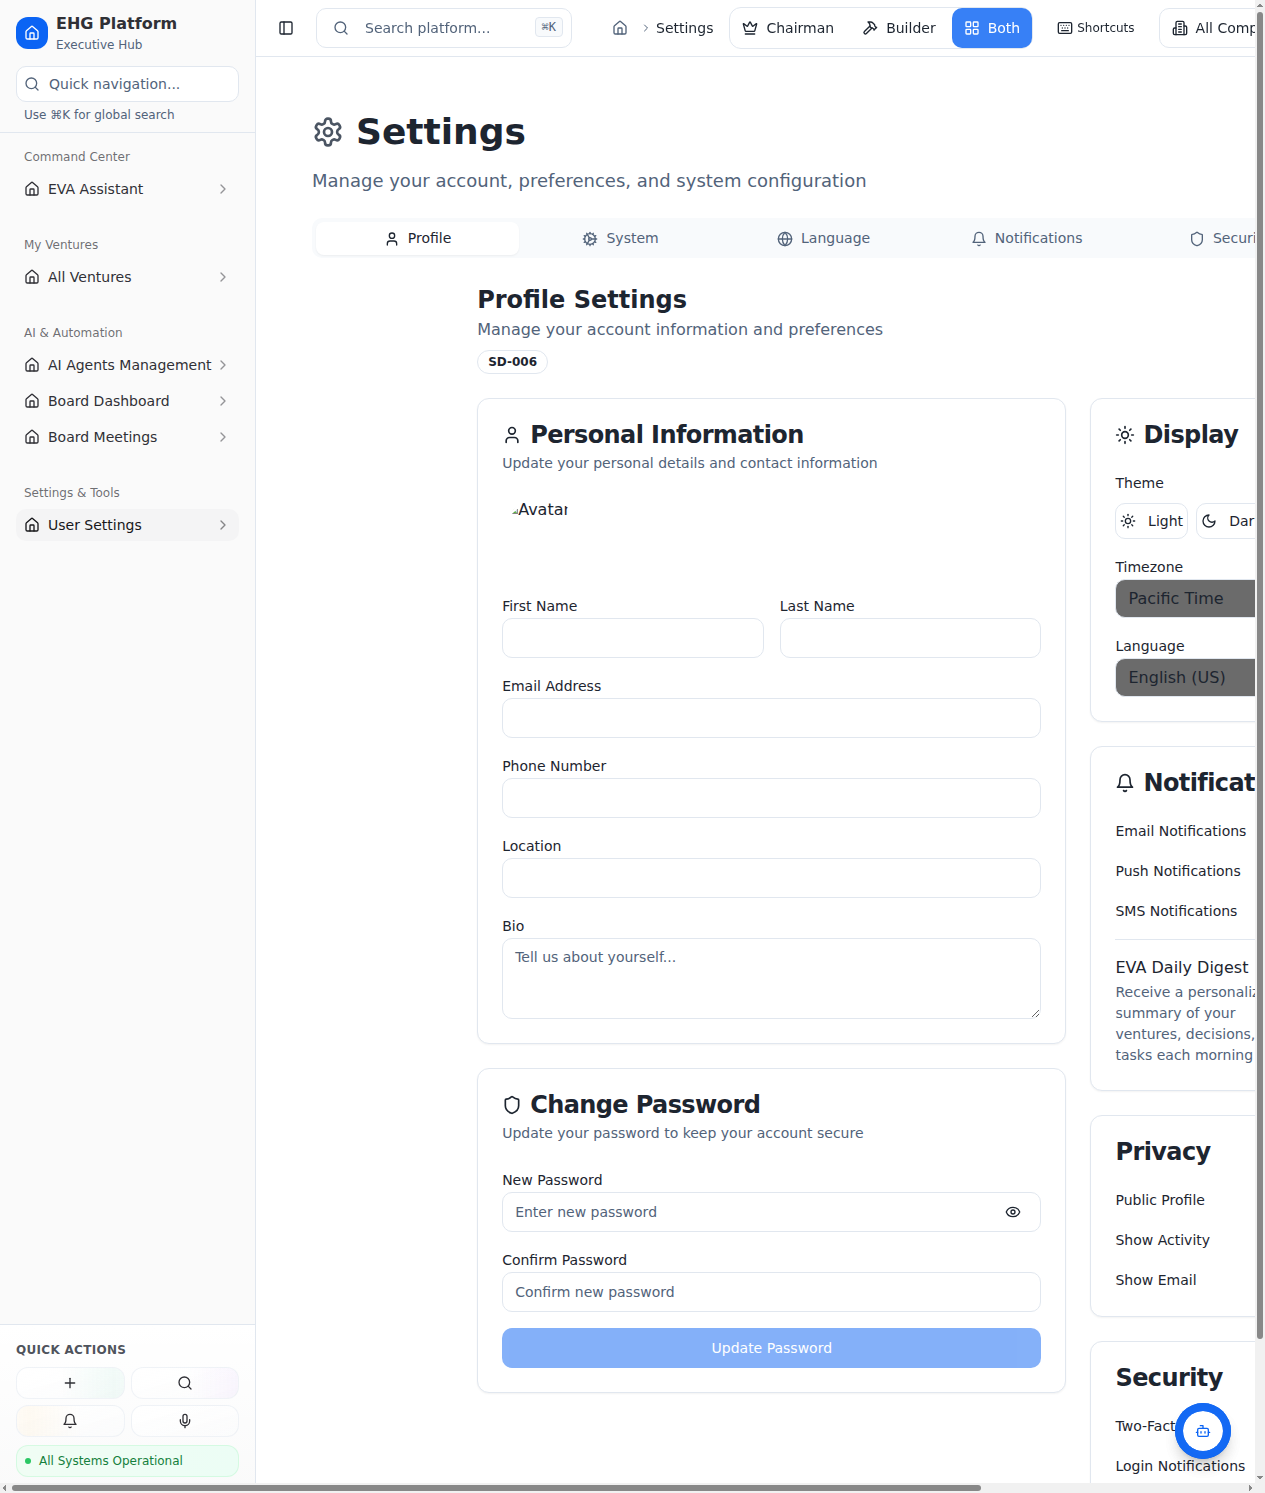 EHG Platform
Executive Hub
Quick navigation...
Use ⌘K for global search
Command Center
EVA Assistant
My Ventures
All Ventures
AI & Automation
AI Agents Management
Board Dashboard
Board Meetings
Settings & Tools
User Settings
QUICK ACTIONS
All Systems Operational
Search platform...
⌘K
Settings
Chairman
Builder
Both
Shortcuts
All Comp
Settings
Manage your account, preferences, and system configuration
Profile
System
Language
Notifications
Securi
Profile Settings
Manage your account information and preferences
SD-006
Personal Information
Update your personal details and contact information
Avatar
First Name
Last Name
Email Address
Phone Number
Location
Bio
Tell us about yourself...
Change Password
Update your password to keep your account secure
New Password
Enter new password
Confirm Password
Confirm new password
Update Password
Display
Theme
Light
Dar
Timezone
Pacific Time
Language
English (US)
Notificat
Email Notifications
Push Notifications
SMS Notifications
EVA Daily Digest
Receive a personaliz
summary of your
ventures, decisions,
tasks each morning
Privacy
Public Profile
Show Activity
Show Email
Security
Two-Fact
Login Notifications